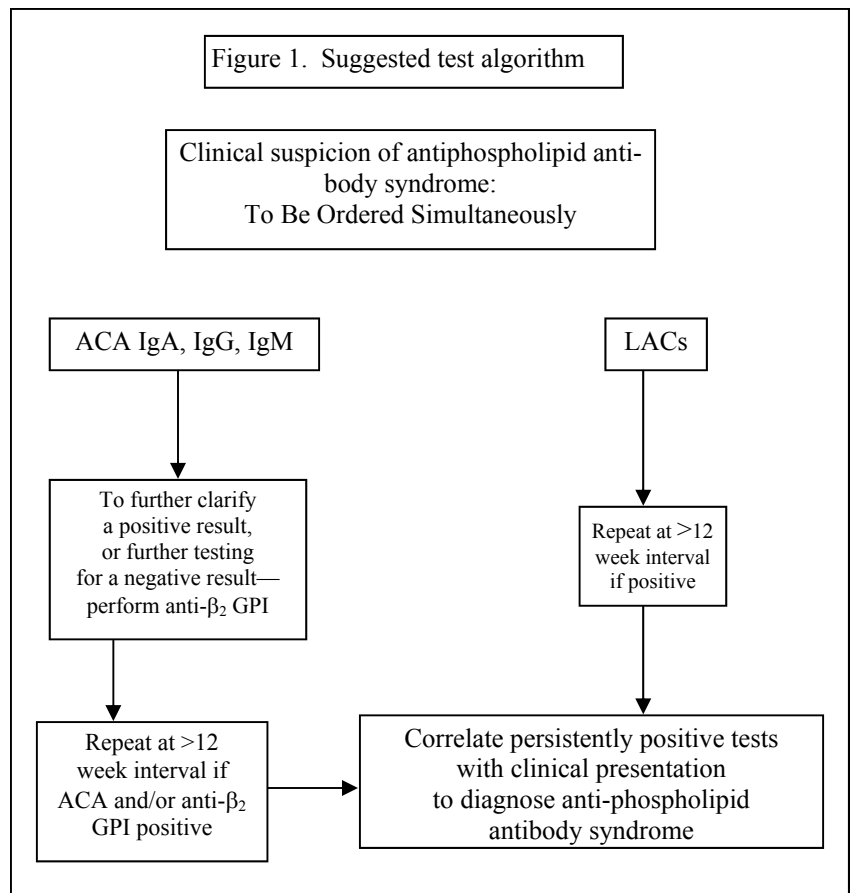 Figure 1.  Suggested test algorithm
Clinical suspicion of antiphospholipid anti-
body syndrome:
To Be Ordered Simultaneously
ACA IgA, IgG, IgM
LACs
To further clarify
a positive result,
or further testing
for a negative result—
perform anti-β₂ GPI
Repeat at >12
week interval
if positive
Repeat at >12
week interval if
ACA and/or anti-β₂
GPI positive
Correlate persistently positive tests
with clinical presentation
to diagnose anti-phospholipid
antibody syndrome